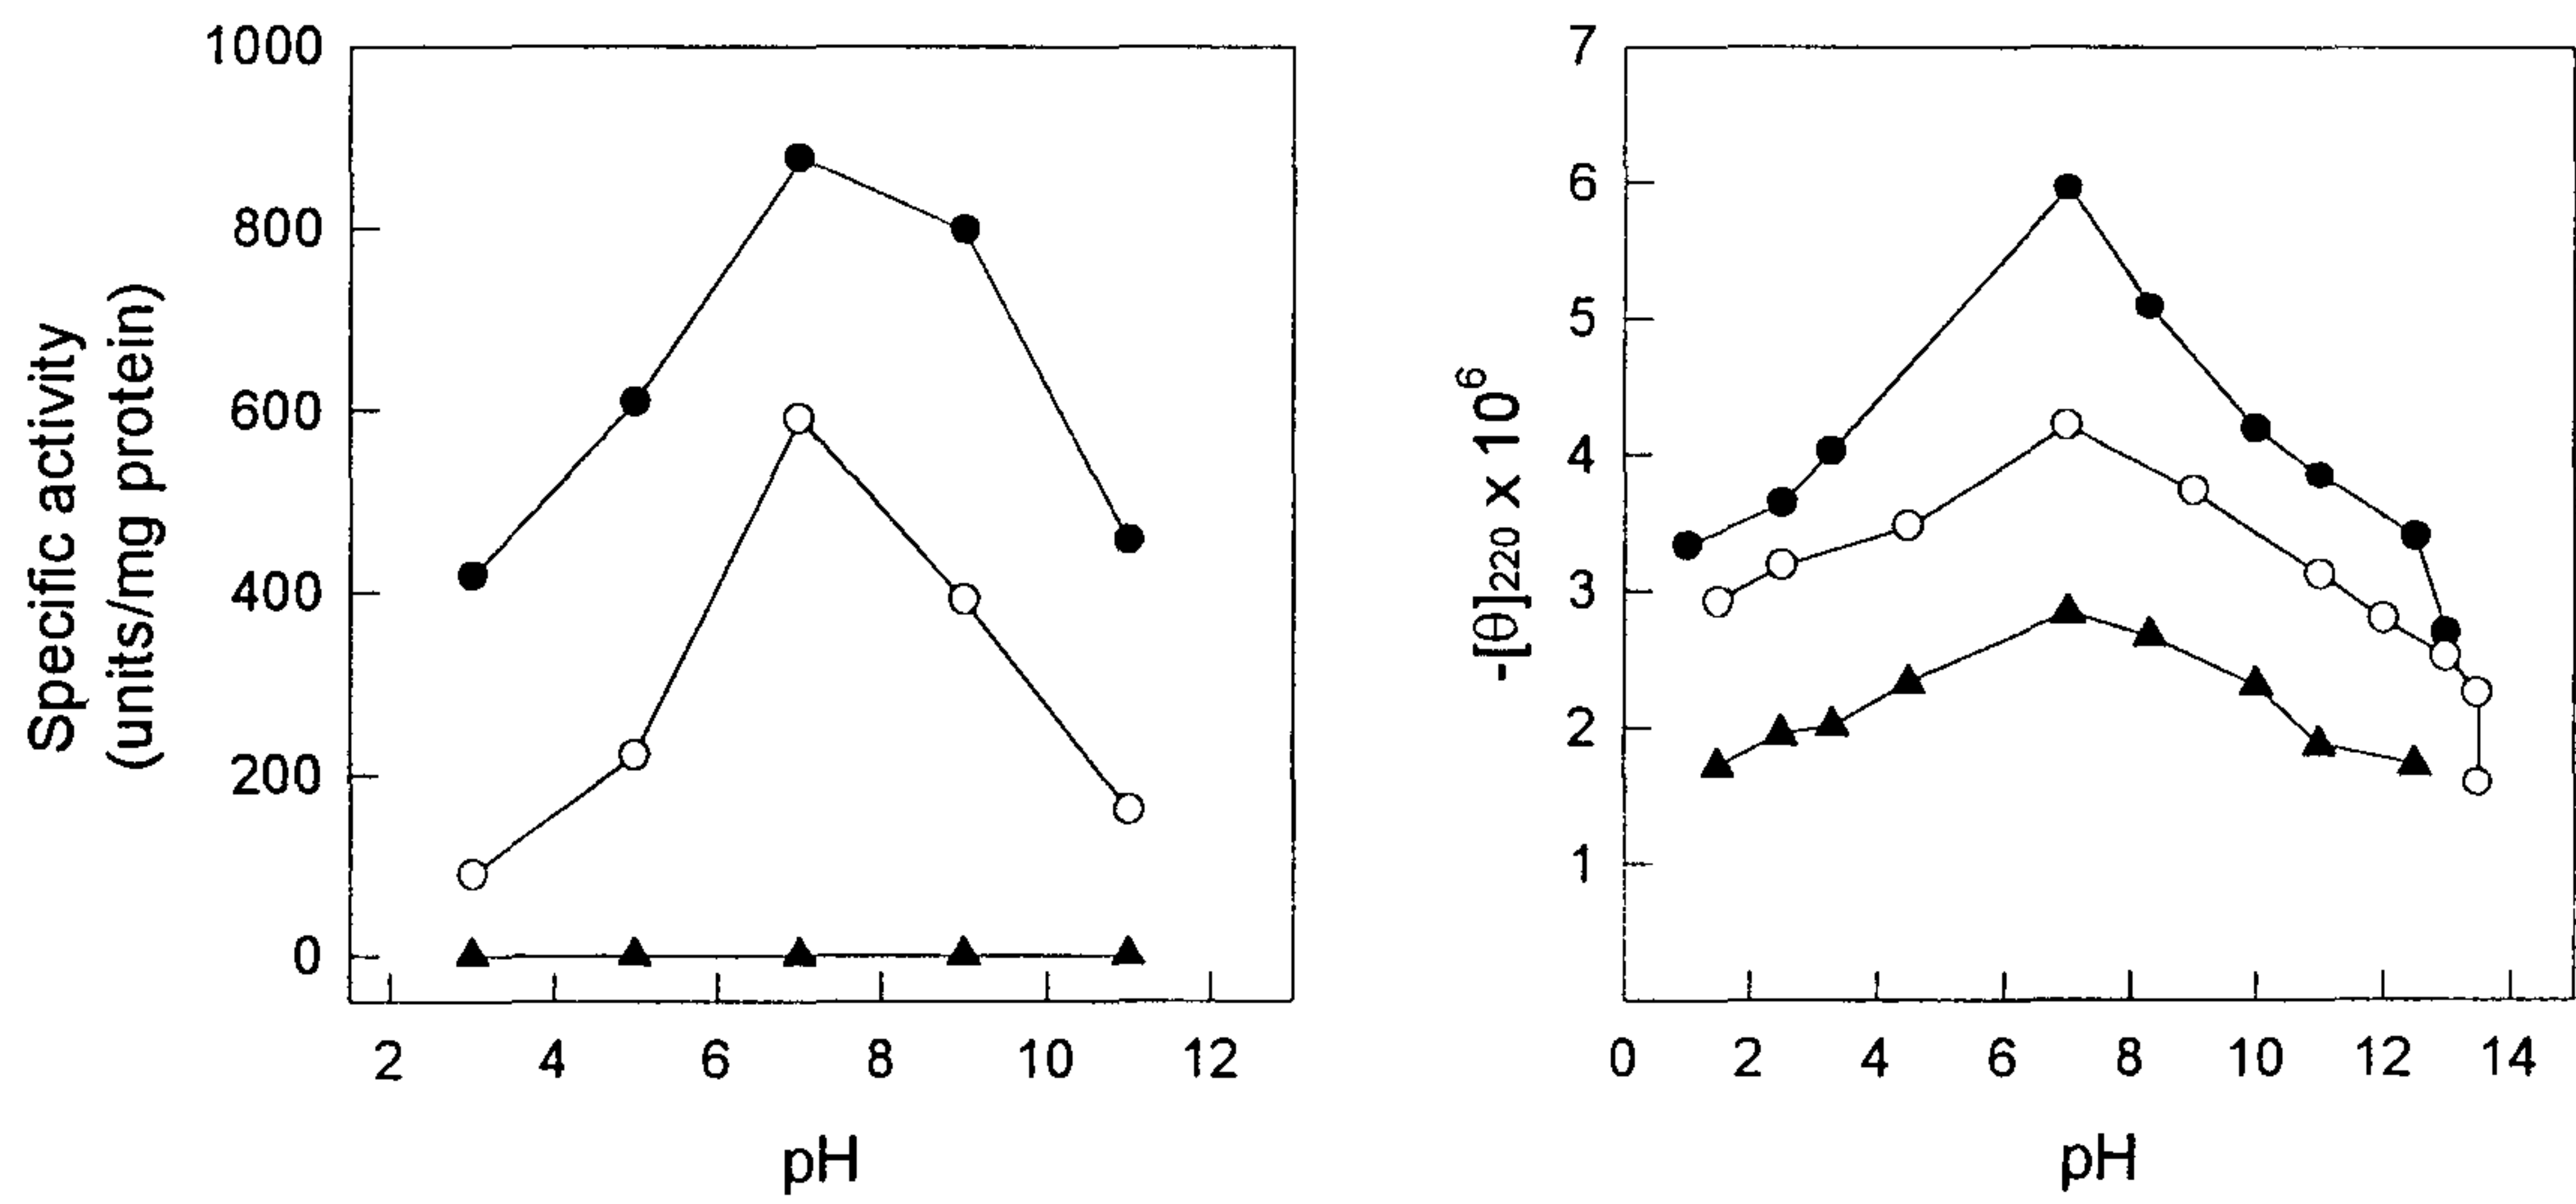 Specific activity
(units/mg protein)
1000
800
600
400
200
0
2 4 6 8 10 12
pH
-[θ]220 x 10^6
7
6
5
4
3
2
1
0 2 4 6 8 10 12 14
pH